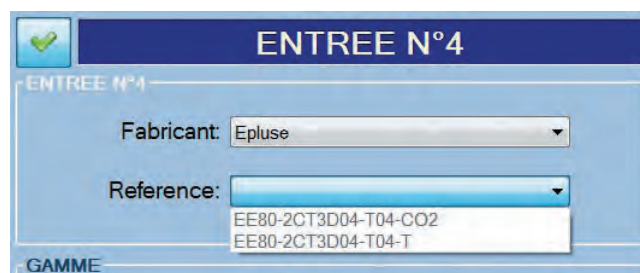 ENTREE N°4
ENTREE N°4
Fabricant: Epluse
Reference:
EE80-2CT3D04-T04-CO2
EE80-2CT3D04-T04-T
GAMME